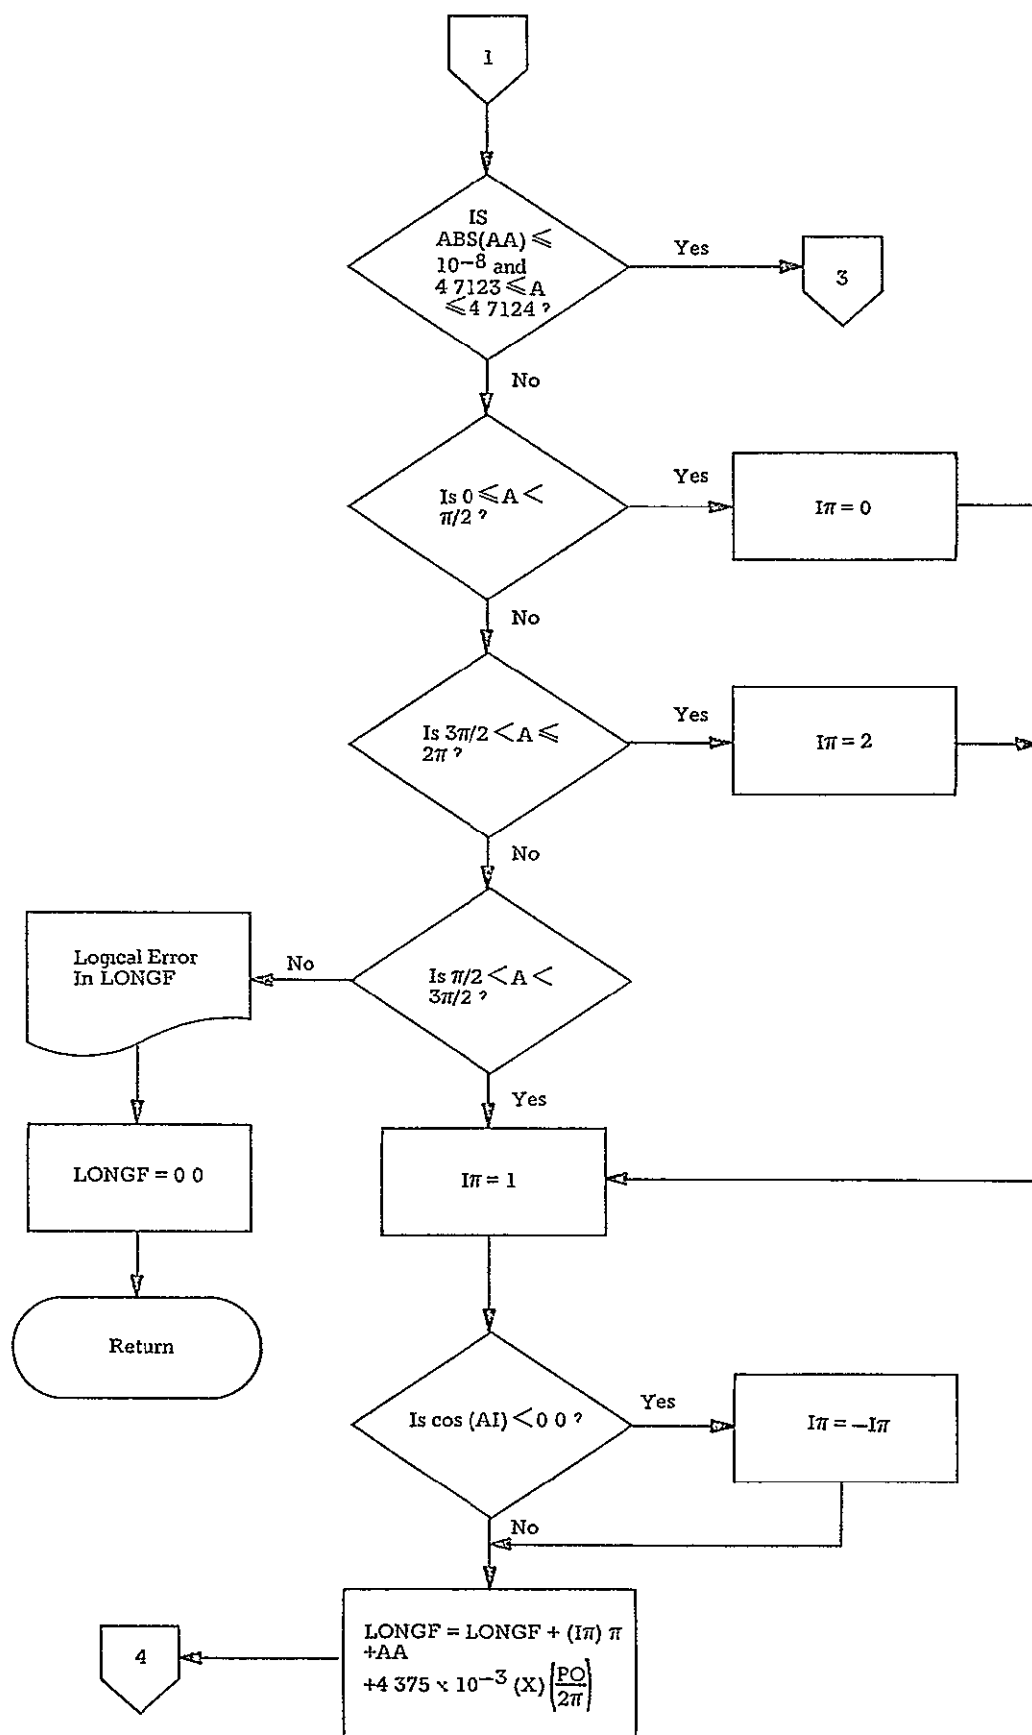 1
IS
ABS(AA) ≤
10⁻⁸ and
4 7123 ≤ A
≤ 4 7124 ?
Yes
3
No
Is 0 ≤ A <
π/2 ?
Yes
Iπ = 0
No
Is 3π/2 < A ≤
2π ?
Yes
Iπ = 2
No
Logical Error
In LONGF
No
Is π/2 < A <
3π/2 ?
Yes
LONGF = 0 0
Iπ = 1
Return
Is cos (AI) < 0 0 ?
Yes
Iπ = –Iπ
No
4
LONGF = LONGF + (Iπ) π
+AA
+4 375 x 10⁻³ (X) (PO/2π)